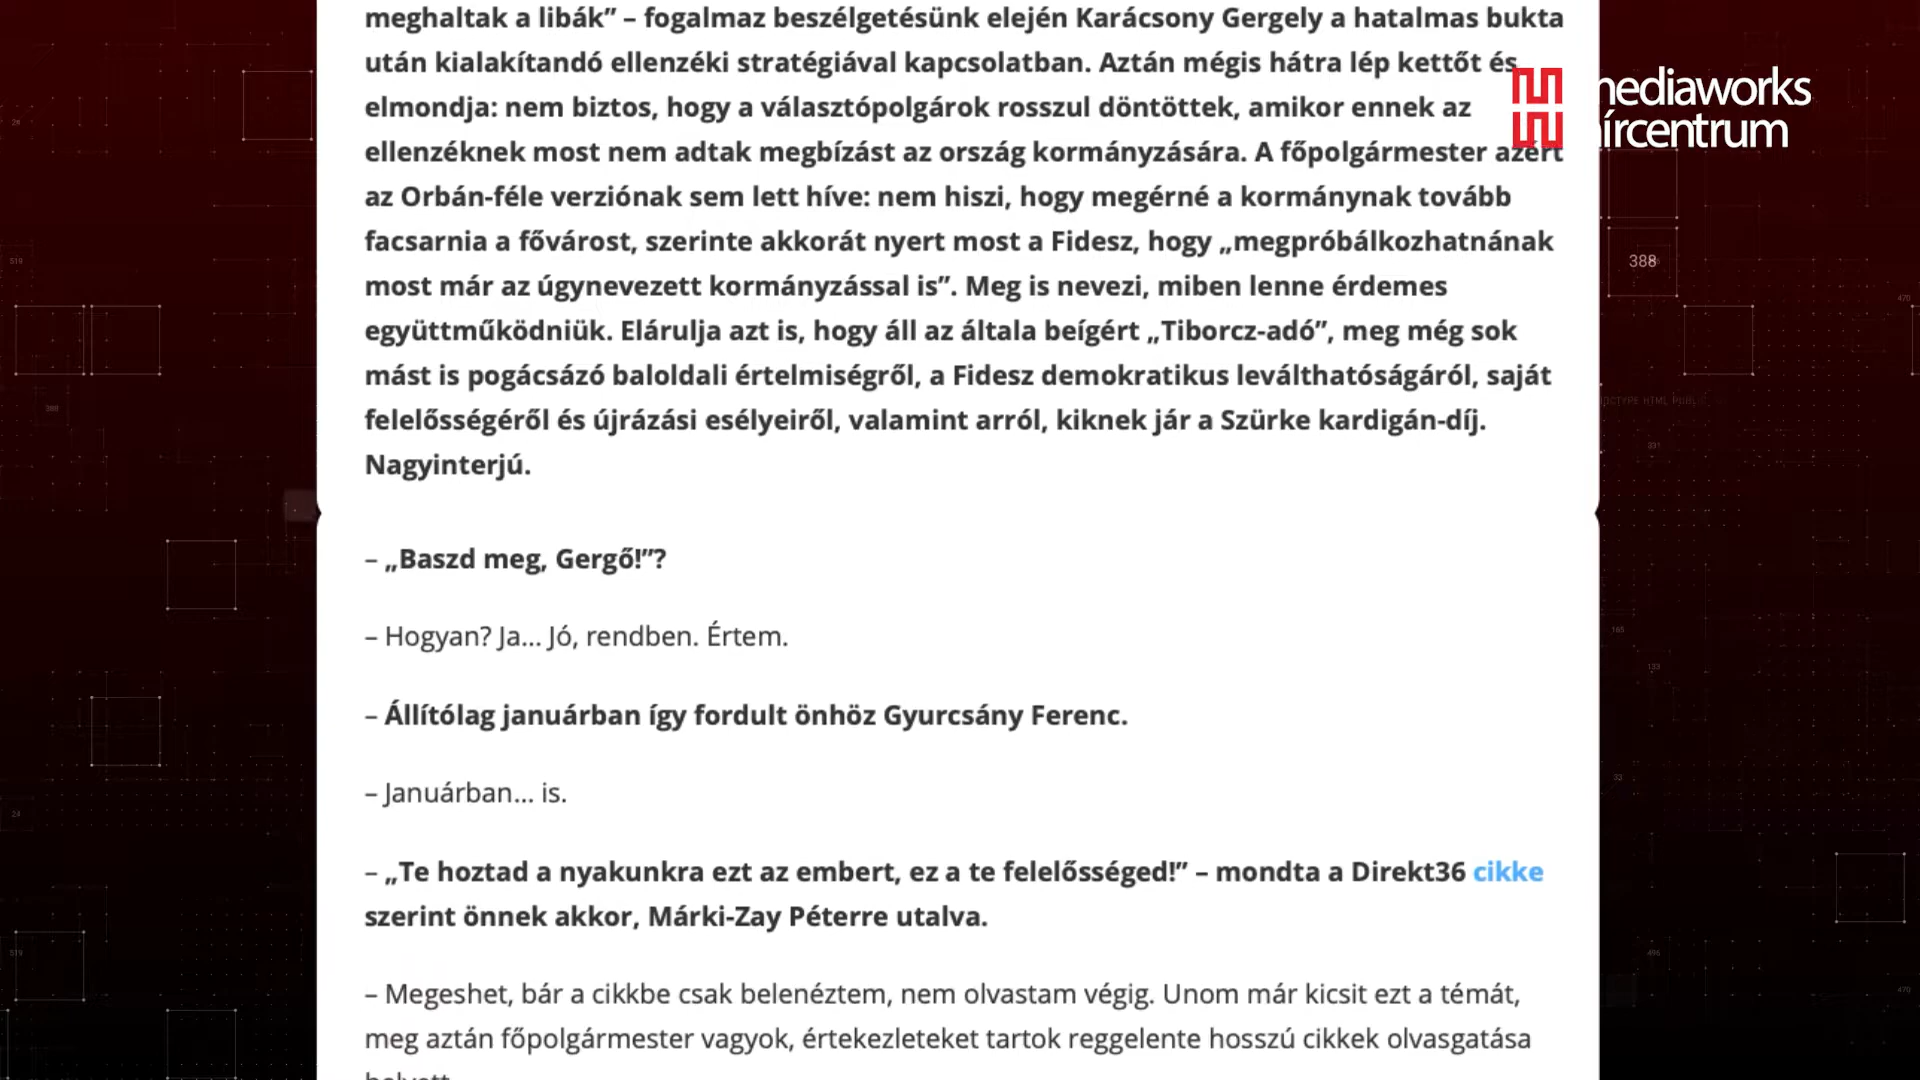 meghaltak a libák” – fogalmaz beszélgetésünk elején Karácsony Gergely a hatalmas bukta
után kialakítandó ellenzéki stratégiával kapcsolatban. Aztán mégis hátra lép kettőt és
elmondja: nem biztos, hogy a választópolgárok rosszul döntöttek, amikor ennek az
ellenzéknek most nem adtak megbízást az ország kormányzására. A főpolgármester azért
az Orbán-féle verziónak sem lett híve: nem hiszi, hogy megérné a kormánynak tovább
facsarnia a fővárost, szerinte akkorát nyert most a Fidesz, hogy „megpróbálkozhatnának
most már az úgynevezett kormányzással is”. Meg is nevezi, miben lenne érdemes
együttműködniük. Elárulja azt is, hogy áll az általa beígért „Tiborcz-adó”, meg még sok
mást is pogácsázó baloldali értelmiségről, a Fidesz demokratikus leválthatóságáról, saját
felelősségéről és újrázási esélyeiről, valamint arról, kiknek jár a Szürke kardigán-díj.
Nagyinterjú.
– „Baszd meg, Gergő!”?
– Hogyan? Ja... Jó, rendben. Értem.
– Állítólag januárban így fordult önhöz Gyurcsány Ferenc.
– Januárban... is.
– „Te hoztad a nyakunkra ezt az embert, ez a te felelősséged!” – mondta a Direkt36 cikke
szerint önnek akkor, Márki-Zay Péterre utalva.
– Megeshet, bár a cikkbe csak belenéztem, nem olvastam végig. Unom már kicsit ezt a témát,
meg aztán főpolgármester vagyok, értekezleteket tartok reggelente hosszú cikkek olvasgatása
mediaworks
hírcentrum
388